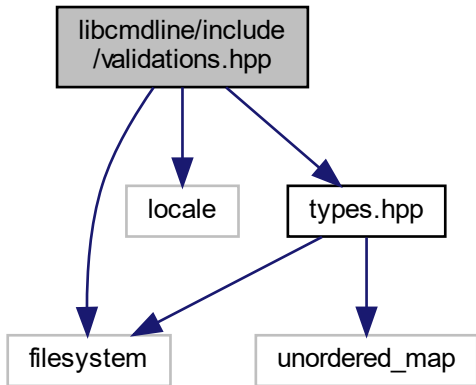 libcmdline/include
/validations.hpp
locale
types.hpp
filesystem
unordered_map